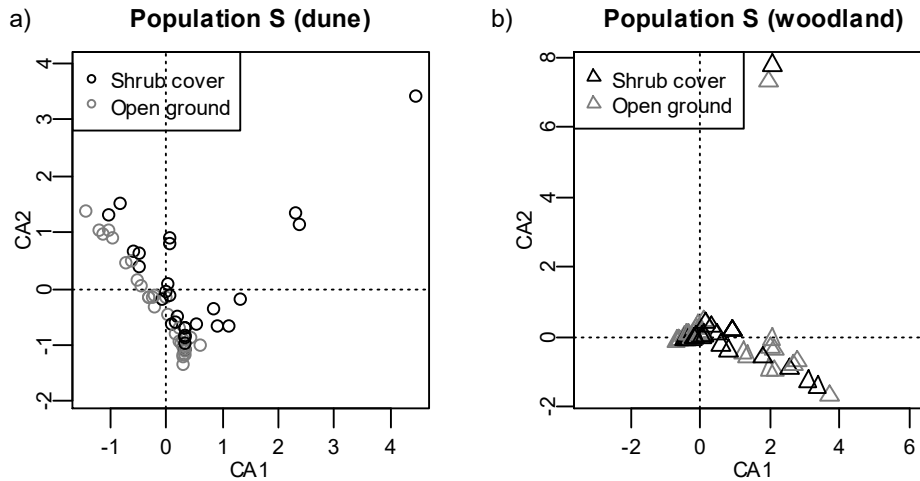 a) Population S (dune)
Shrub cover
Open ground
4
3
2
1
0
-1
-2
CA2
-1 0 1 2 3 4
CA1
b) Population S (woodland)
Shrub cover
Open ground
8
6
4
2
0
-2
CA2
-2 0 2 4 6
CA1